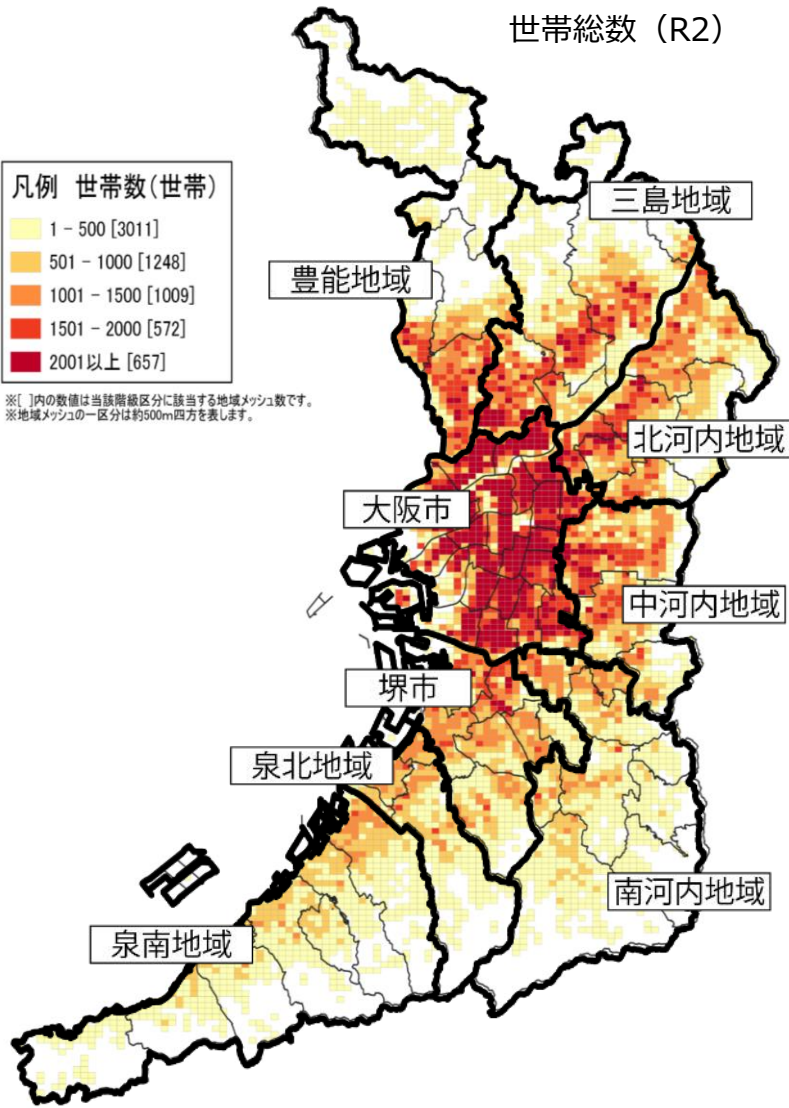 世帯総数（R2）
凡例 世帯数(世帯)
1 - 500 [3011]
501 - 1000 [1248]
1001 - 1500 [1009]
1501 - 2000 [572]
2001以上 [657]
※[ ]内の数値は当該階級区分に該当する地域メッシュ数です。
※地域メッシュの一区分は約500m四方を表します。
三島地域
豊能地域
北河内地域
大阪市
中河内地域
堺市
泉北地域
南河内地域
泉南地域